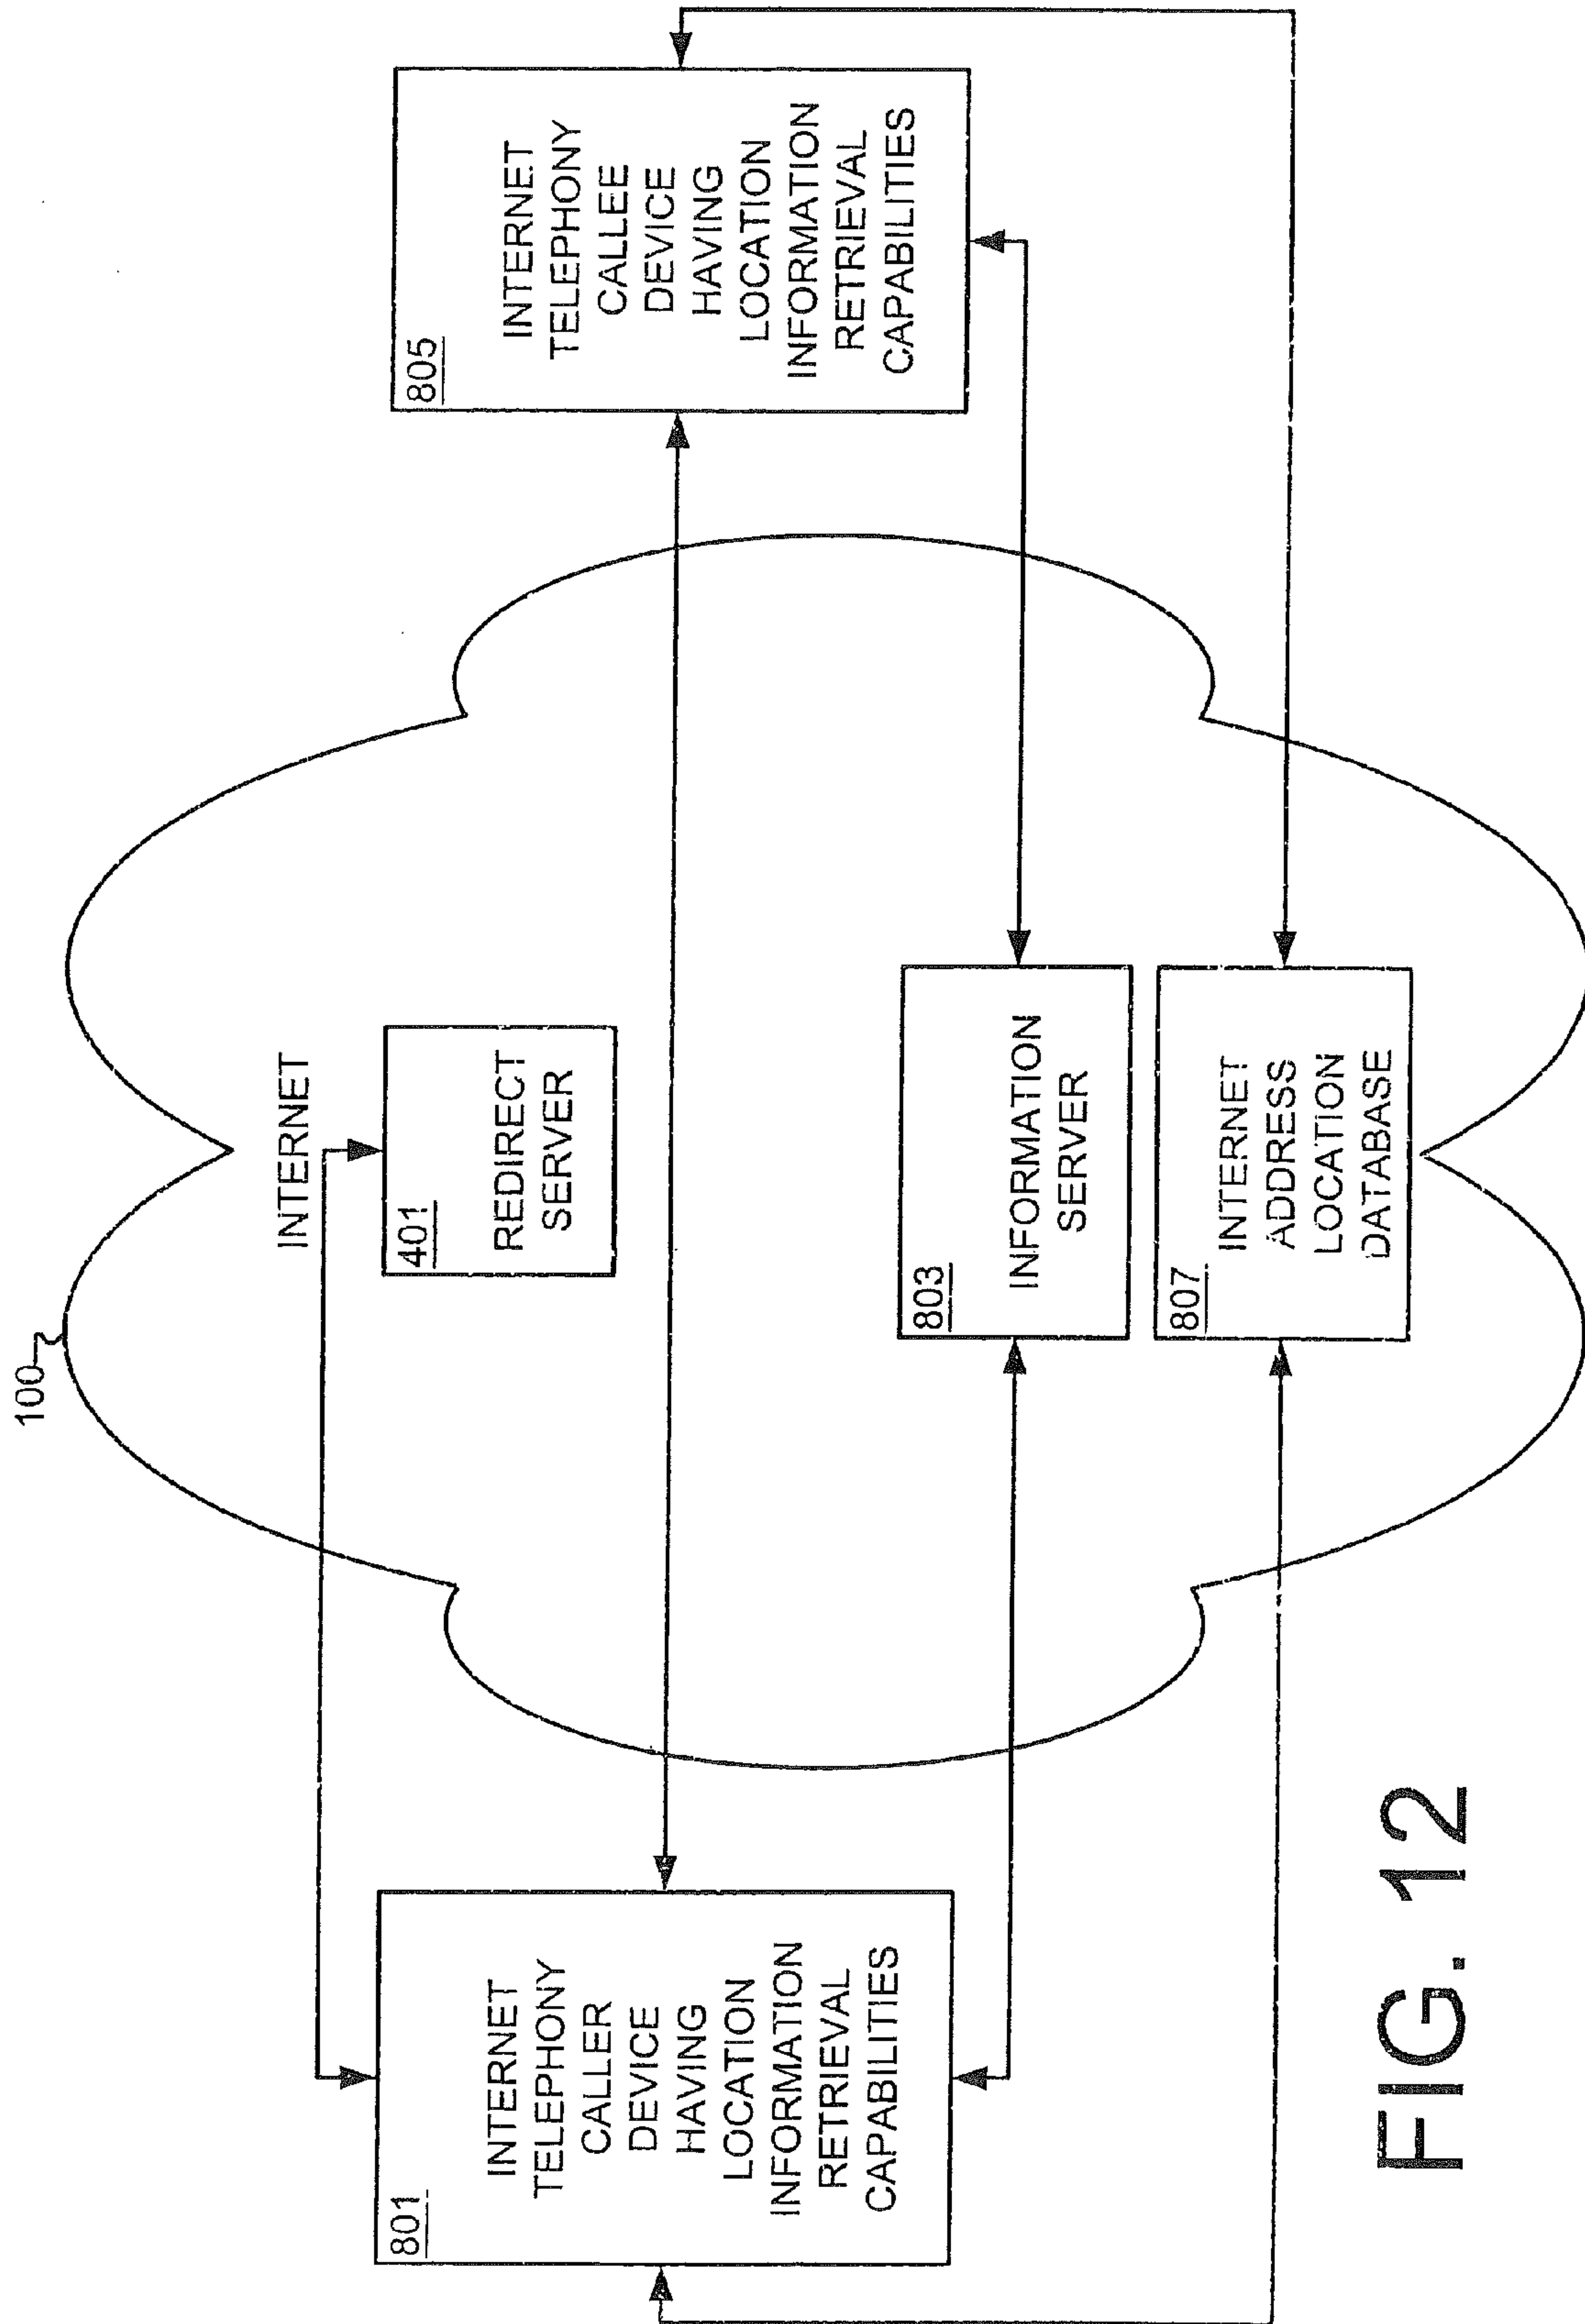 100
INTERNET
401
REDIRECT
SERVER
801
INTERNET
TELEPHONY
CALLER
DEVICE
HAVING
LOCATION
INFORMATION
RETRIEVAL
CAPABILITIES
805
INTERNET
TELEPHONY
CALLEE
DEVICE
HAVING
LOCATION
INFORMATION
RETRIEVAL
CAPABILITIES
803
INFORMATION
SERVER
807
INTERNET
ADDRESS
LOCATION
DATABASE
FIG. 12